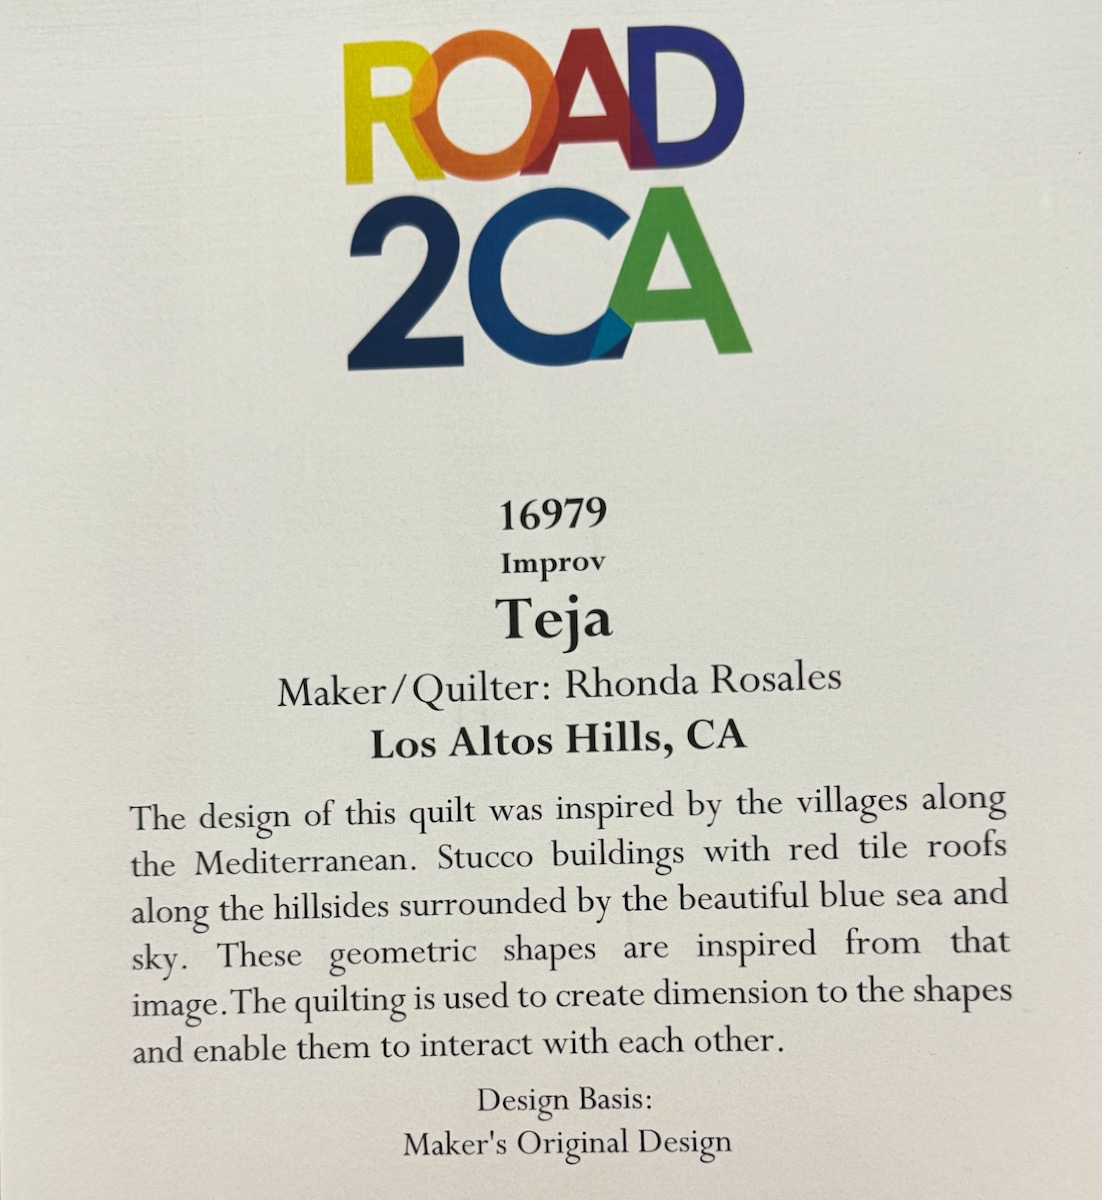 ROAD
2CA
16979
Improv
Teja
Maker/Quilter: Rhonda Rosales
Los Altos Hills, CA
The design of this quilt was inspired by the villages along
the Mediterranean. Stucco buildings with red tile roofs
along the hillsides surrounded by the beautiful blue sea and
sky. These geometric shapes are inspired from that
image.The quilting is used to create dimension to the shapes
and enable them to interact with each other.
Design Basis:
Maker's Original Design